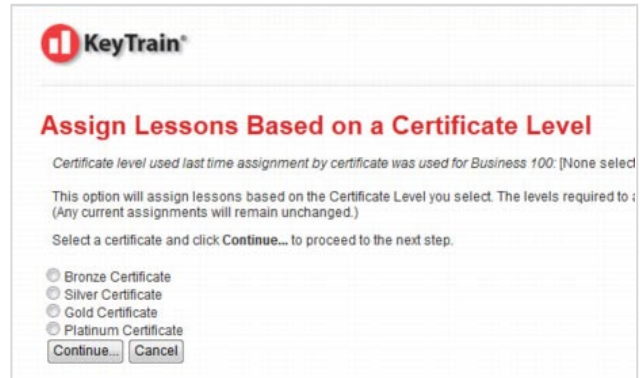 KeyTrain®
Assign Lessons Based on a Certificate Level
Certificate level used last time assignment by certificate was used for Business 100: [None
This option will assign lessons based on the Certificate Level you select. The levels required to
(Any current assignments will remain unchanged.)
Select a certificate and click Continue... to proceed to the next step.
Bronze Certificate
Silver Certificate
Gold Certificate
Platinum Certificate
Continue... Cancel